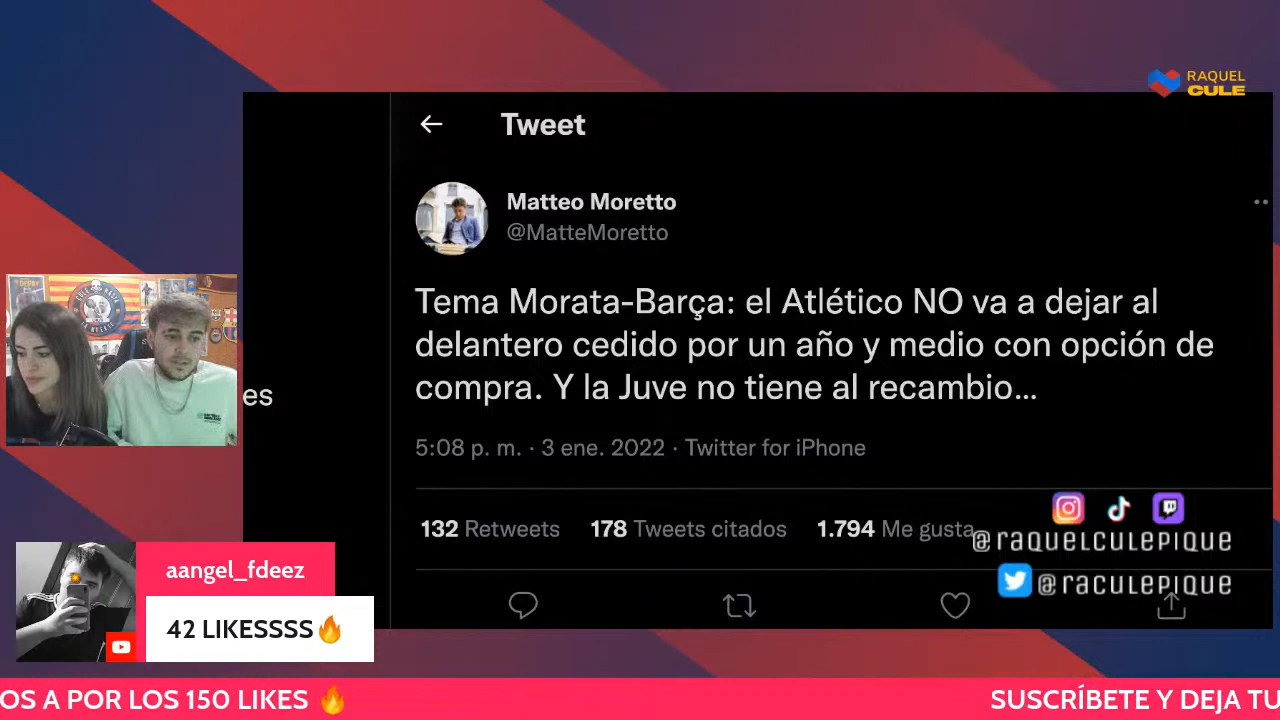 RAQUEL
CULE
Tweet
Matteo Moretto
@MatteMoretto
Tema Morata-Barça: el Atlético NO va a dejar al
delantero cedido por un año y medio con opción de
compra. Y la Juve no tiene al recambio...
5:08 p. m. · 3 ene. 2022 · Twitter for iPhone
132 Retweets 178 Tweets citados 1.794 Me gusta
es
@raquelculepique
@raculepique
aangel_fdeez
42 LIKESSSS🔥
OS A POR LOS 150 LIKES 🔥
SUSCRÍBETE Y DEJA TU